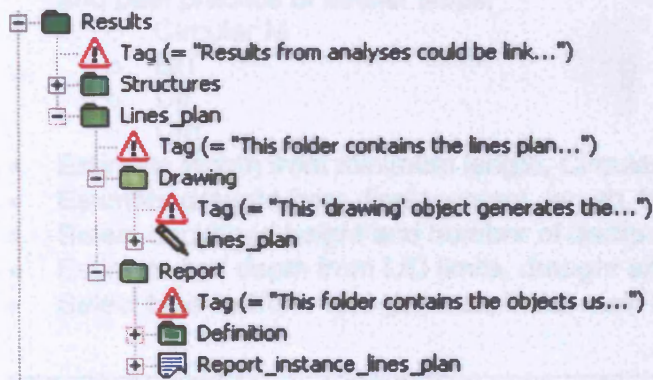 Results
Tag (= "Results from analyses could be link...")
Structures
Lines_plan
Tag (= "This folder contains the lines plan...")
Drawing
Tag (= "This 'drawing' object generates the...")
Lines_plan
Report
Tag (= "This folder contains the objects us...")
Definition
Report_instance_lines_plan